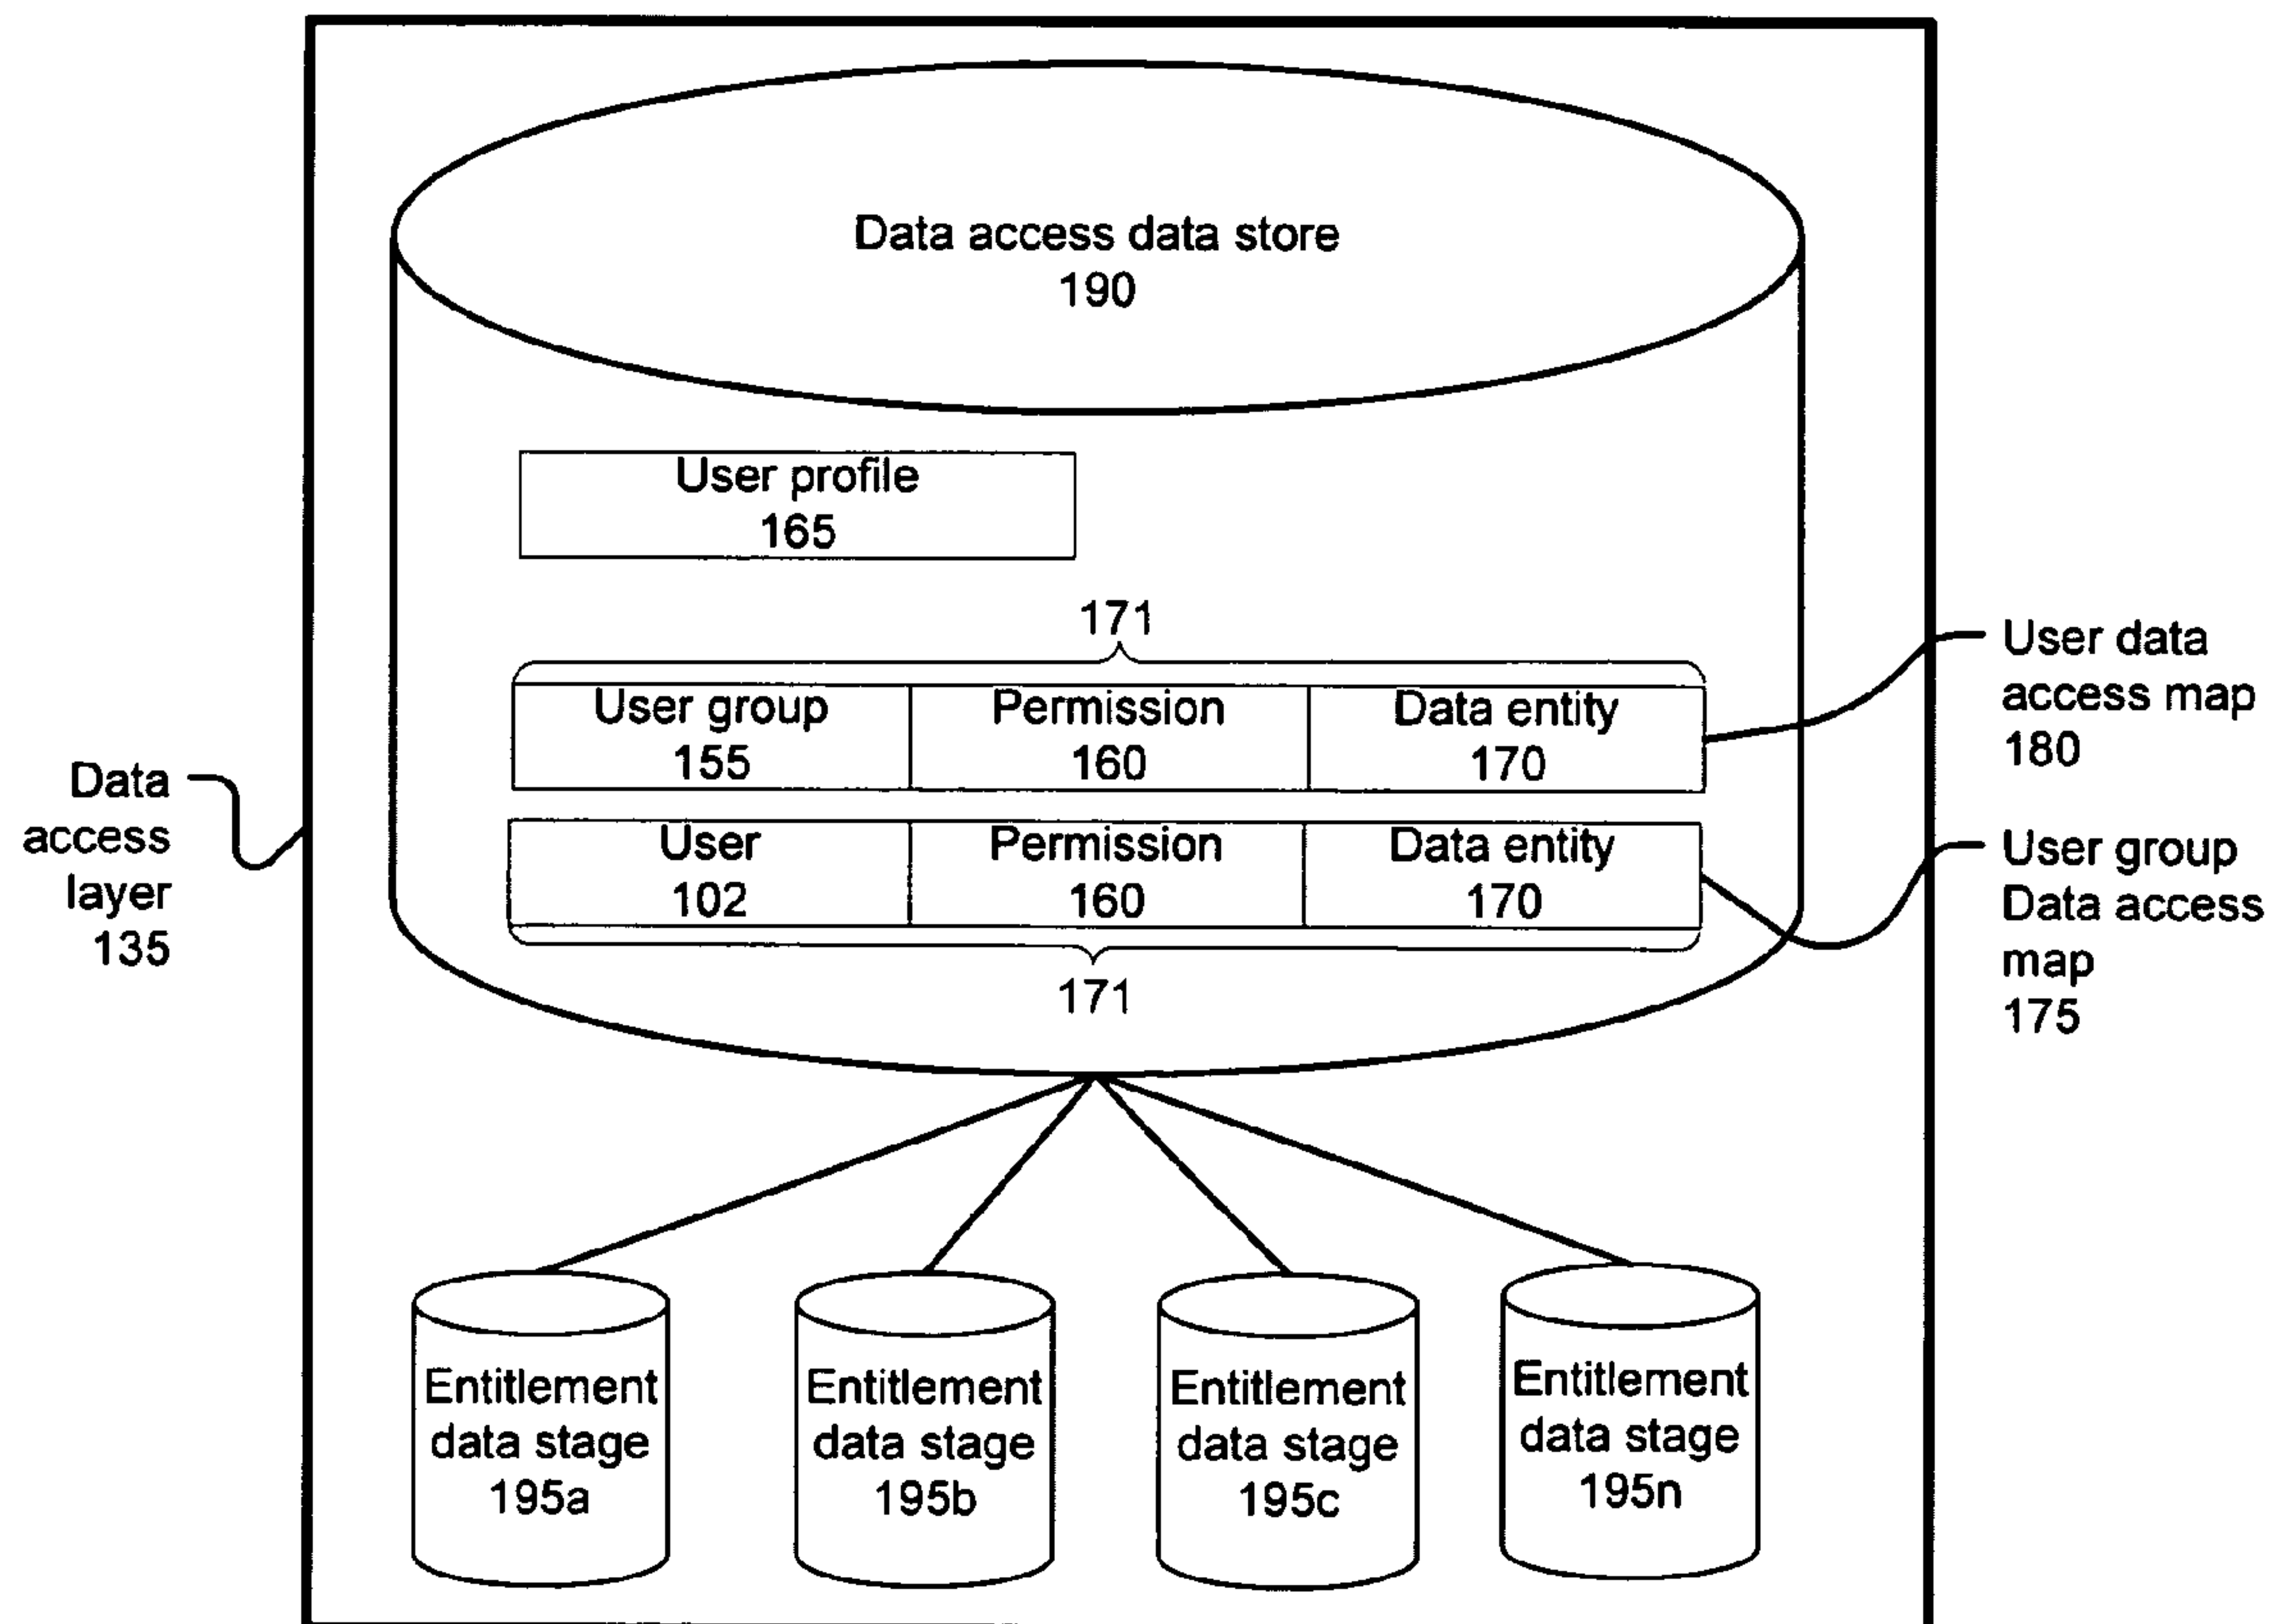 Data access data store
190
User profile
165
171
User group
155
Permission
160
Data entity
170
User
102
Permission
160
Data entity
170
171
User data
access map
180
User group
Data access
map
175
Data
access
layer
135
Entitlement
data stage
195a
Entitlement
data stage
195b
Entitlement
data stage
195c
Entitlement
data stage
195n